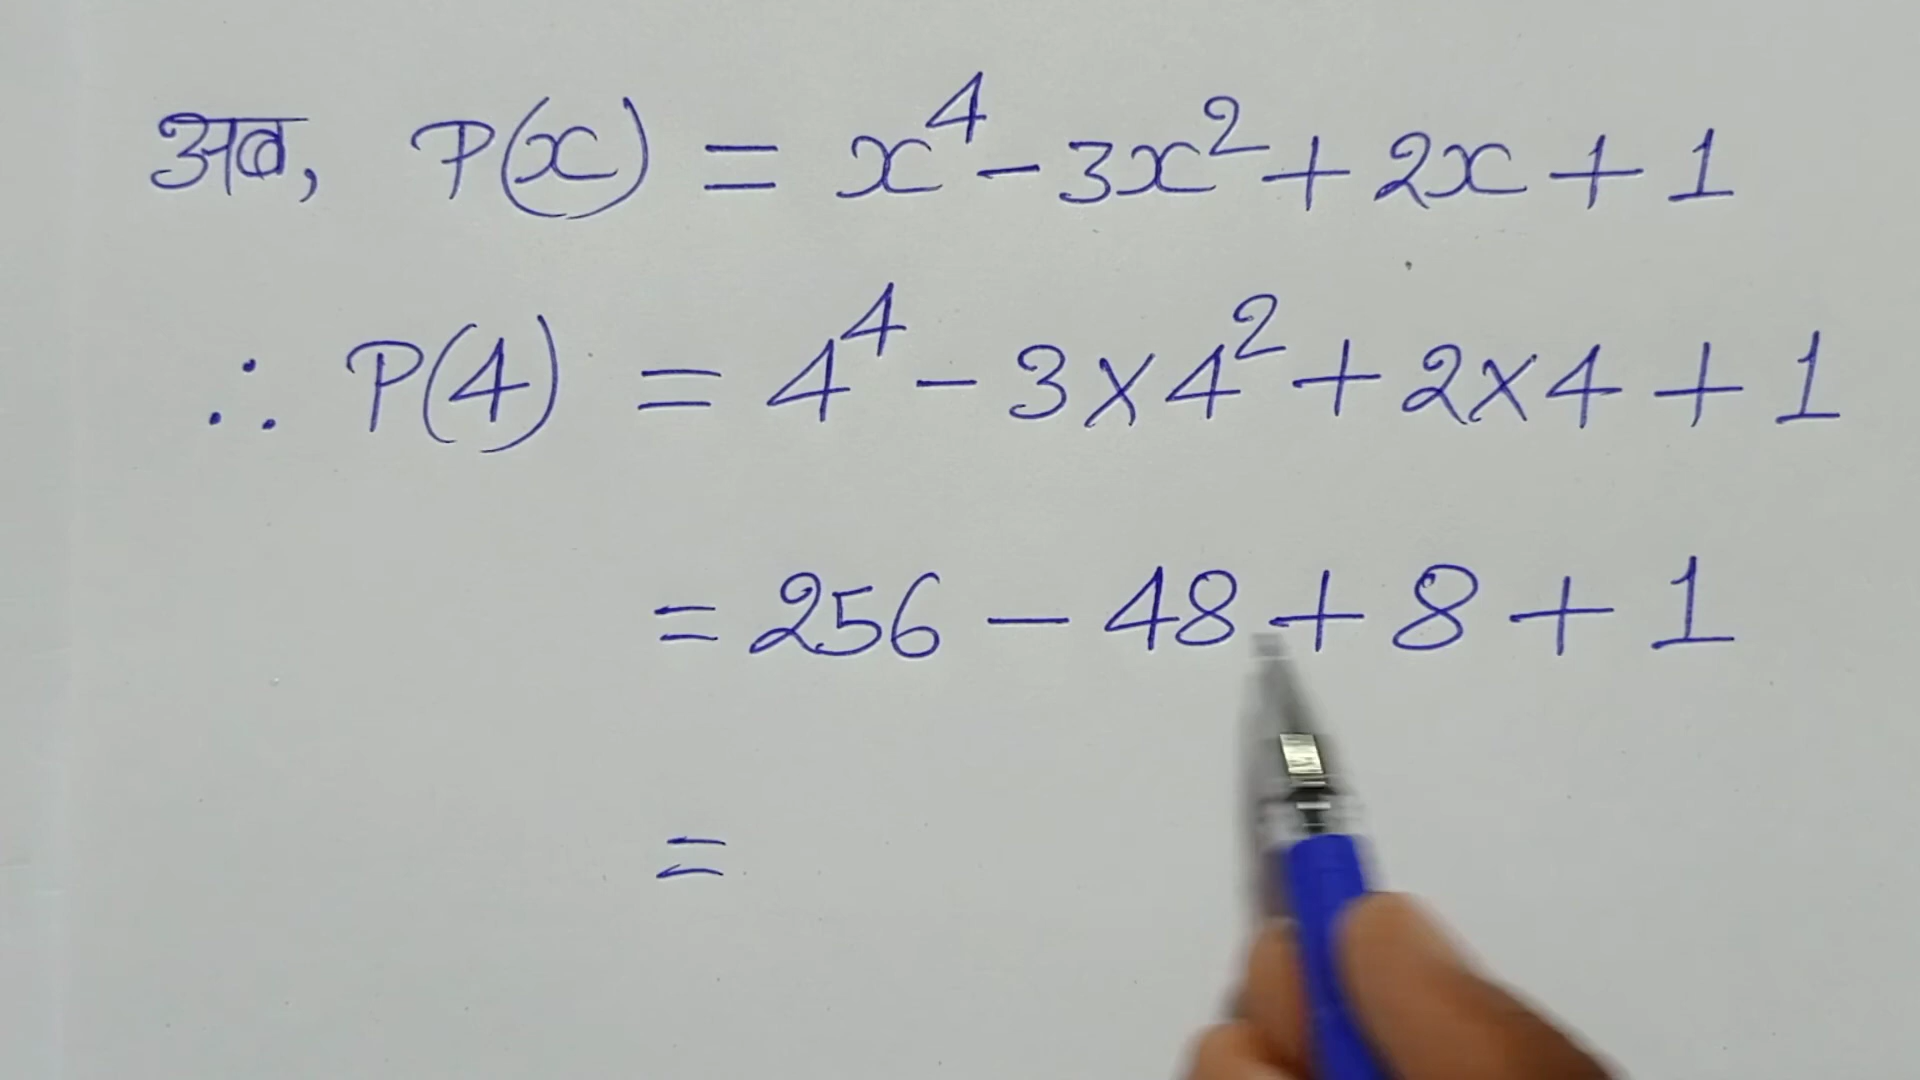 अब, P(x) = x⁴ - 3x² + 2x + 1
∴ P(4) = 4⁴ - 3×4² + 2×4 + 1
= 256 - 48 + 8 + 1
=